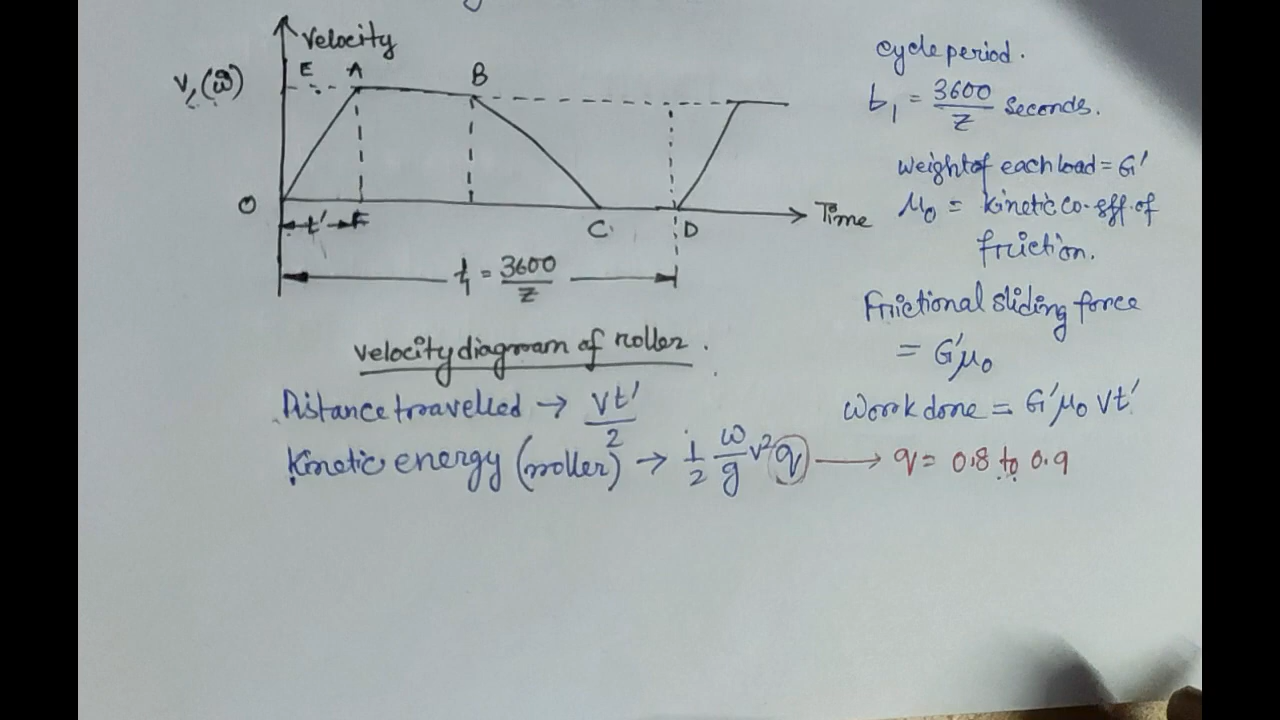 Velocity
V, (ω)
E
A
B
O
t'
F
C
D
Time
t₁ = 3600/Z
Velocity diagram of roller.
Distance travelled → Vt'/2
Kinetic energy (roller) → 1/2 ω/g v² q → q = 0.8 to 0.9
cycle period.
t₁ = 3600/Z seconds.
weight of each load = G'
μ₀ = kinetic co-eff. of
friction.
Frictional sliding force
= G'μ₀
Work done = G'μ₀ Vt'